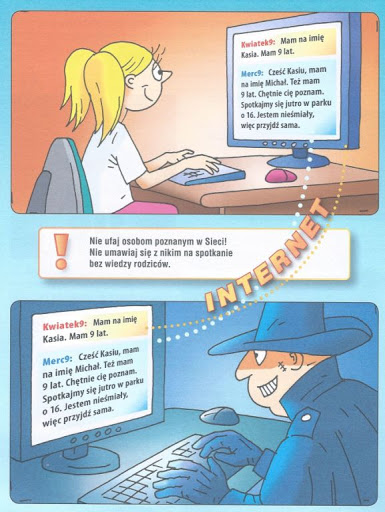 Kwiatek9: Mam na imię
Kasia. Mam 9 lat.
Merc9: Cześć Kasiu, mam
na imię Michał. Też mam
9 lat. Chętnie cię poznam.
Spotkajmy się jutro w parku
o 16. Jestem nieśmiały,
więc przyjdź sama.
! Nie ufaj osobom poznanym w Sieci!
Nie umawiaj się z nikim na spotkanie
bez wiedzy rodziców.
INTERNET
Kwiatek9: Mam na imię
Kasia. Mam 9 lat.
Merc9: Cześć Kasiu, mam
na imię Michał. Też mam
9 lat. Chętnie cię poznam.
Spotkajmy się jutro w parku
o 16. Jestem nieśmiały,
więc przyjdź sama.